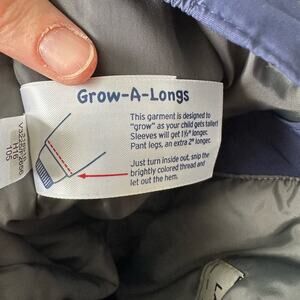 Grow-A-Longs
This garment is designed to
"grow" as your child gets taller!
Sleeves will get 1½" longer.
Pant legs, an extra 2" longer.
Just turn inside out, snip the
brightly colored thread and
let out the hem.
H16
105